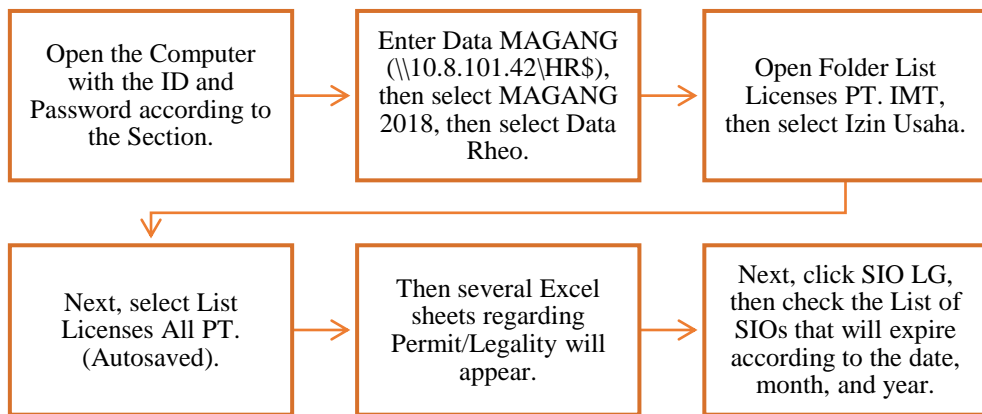 Open the Computer
with the ID and
Password according to
the Section.
Enter Data MAGANG
(\\10.8.101.42\HR$),
then select MAGANG
2018, then select Data
Rheo.
Open Folder List
Licenses PT. IMT,
then select Izin Usaha.
Next, select List
Licenses All PT.
(Autosaved).
Then several Excel
sheets regarding
Permit/Legality will
appear.
Next, click SIO LG,
then check the List of
SIOs that will expire
according to the date,
month, and year.